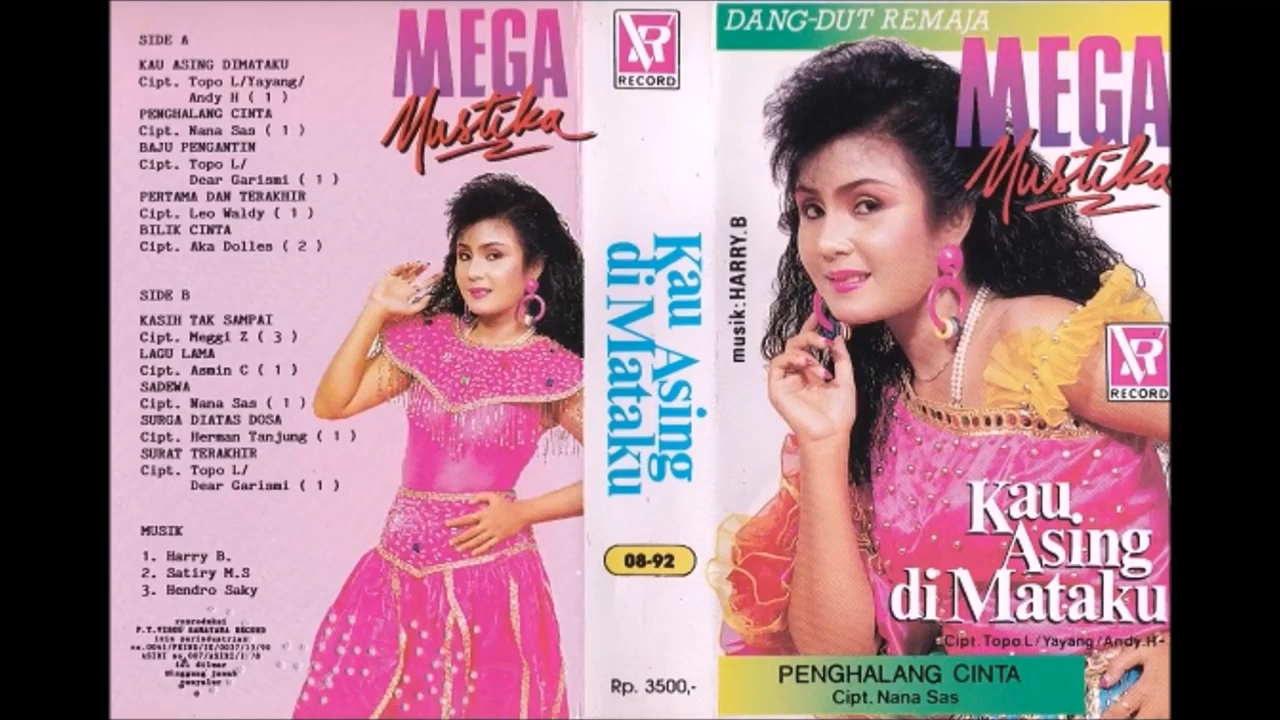 SIDE A
KAU ASING DIMATAKU
Cipt. Topo L/Yayang/
Andy H ( 1 )
PENGHALANG CINTA
Cipt. Nana Sas ( 1 )
BAJU PENGANTIN
Cipt. Topo L/
Dear Garismi ( 1 )
PERTAMA DAN TERAKHIR
Cipt. Leo Waldy ( 1 )
BILIK CINTA
Cipt. Aka Dolles ( 2 )
SIDE B
KASIH TAK SAMPAI
Cipt. Meggi Z ( 3 )
LAGU LAMA
Cipt. Asmin C ( 1 )
SADEWA
Cipt. Nana Sas ( 1 )
SURGA DIATAS DOSA
Cipt. Herman Tanjung ( 1 )
SURAT TERAKHIR
Cipt. Topo L/
Dear Garismi ( 1 )
MUSIK
1. Harry B.
2. Satiry M.S
3. Hendro Saky
MEGA
Mustika
VR
RECORD
Kau Asing
di Mataku
08-92
Rp. 3500,-
DANG-DUT REMAJA
MEGA
Mustika
musik: HARRY. B
VR
RECORD
Kau
Asing
di Mataku
Cipt. Topo.L/Yayang/Andy.H-
PENGHALANG CINTA
Cipt. Nana Sas